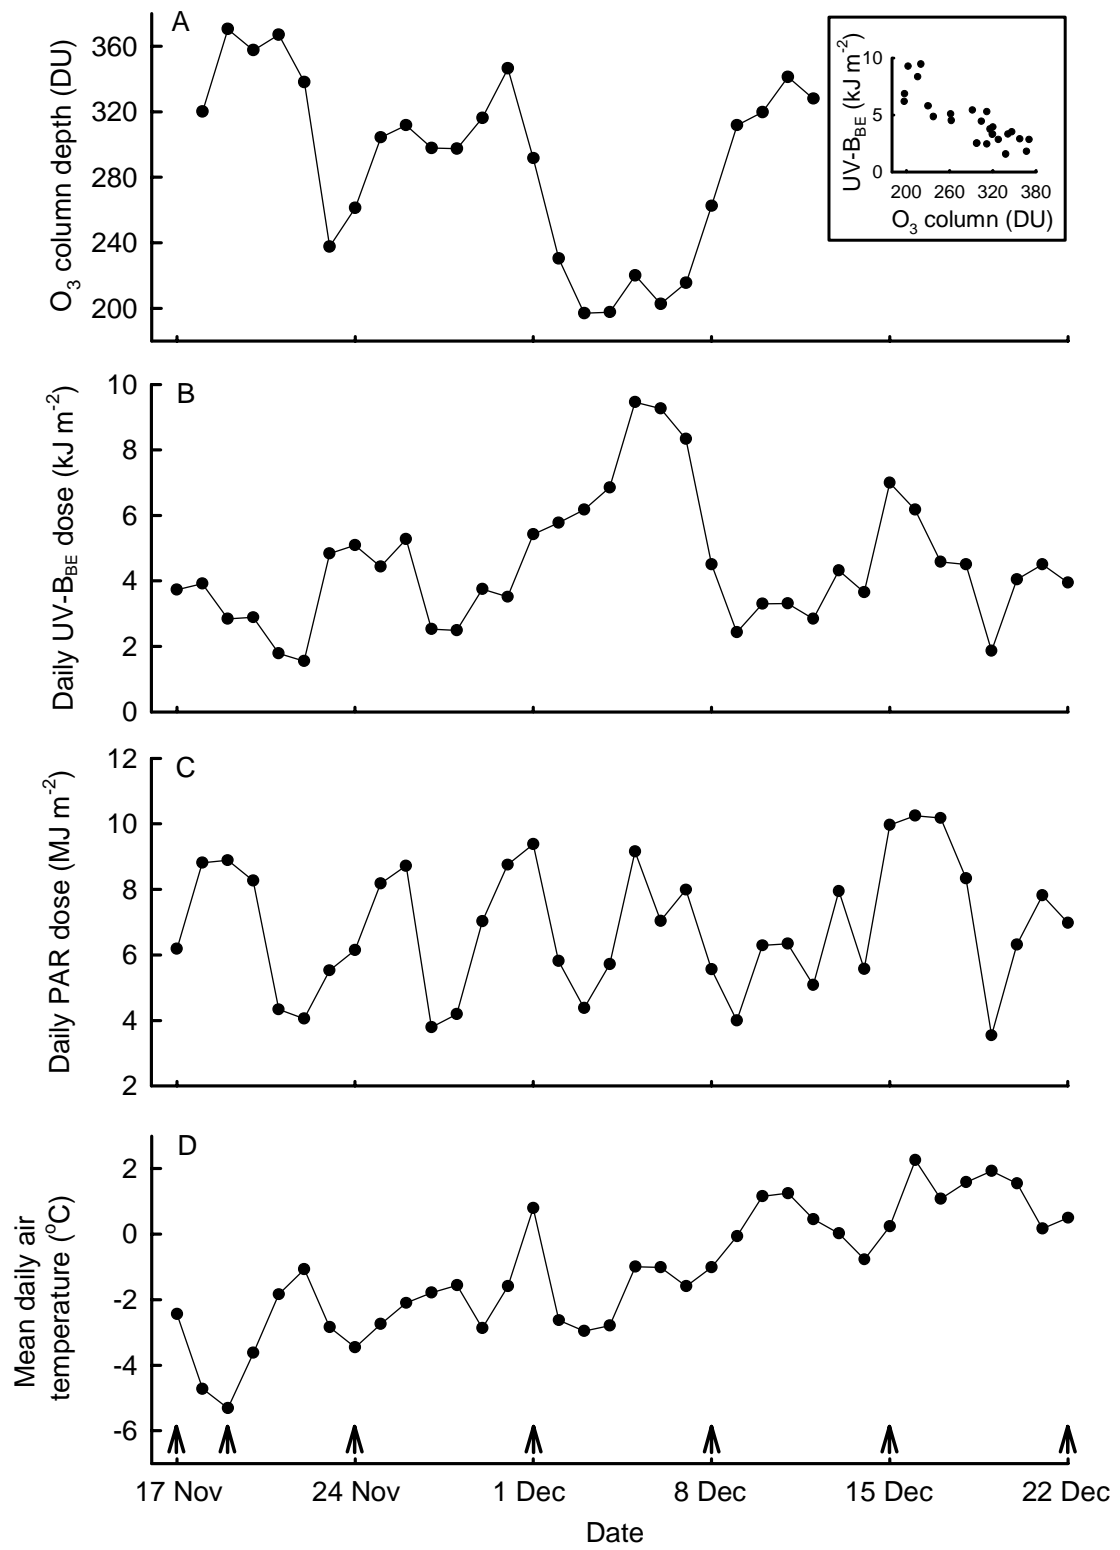 A
O3 column depth (DU)
360
320
280
240
200
UV-BBE (kJ m-2)
10
5
0
200 260 320 380
O3 column (DU)
B
Daily UV-BBE dose (kJ m-2)
10
8
6
4
2
0
C
Daily PAR dose (MJ m-2)
12
10
8
6
4
2
D
Mean daily air
temperature (oC)
2
0
-2
-4
-6
17 Nov 24 Nov 1 Dec 8 Dec 15 Dec 22 Dec
Date